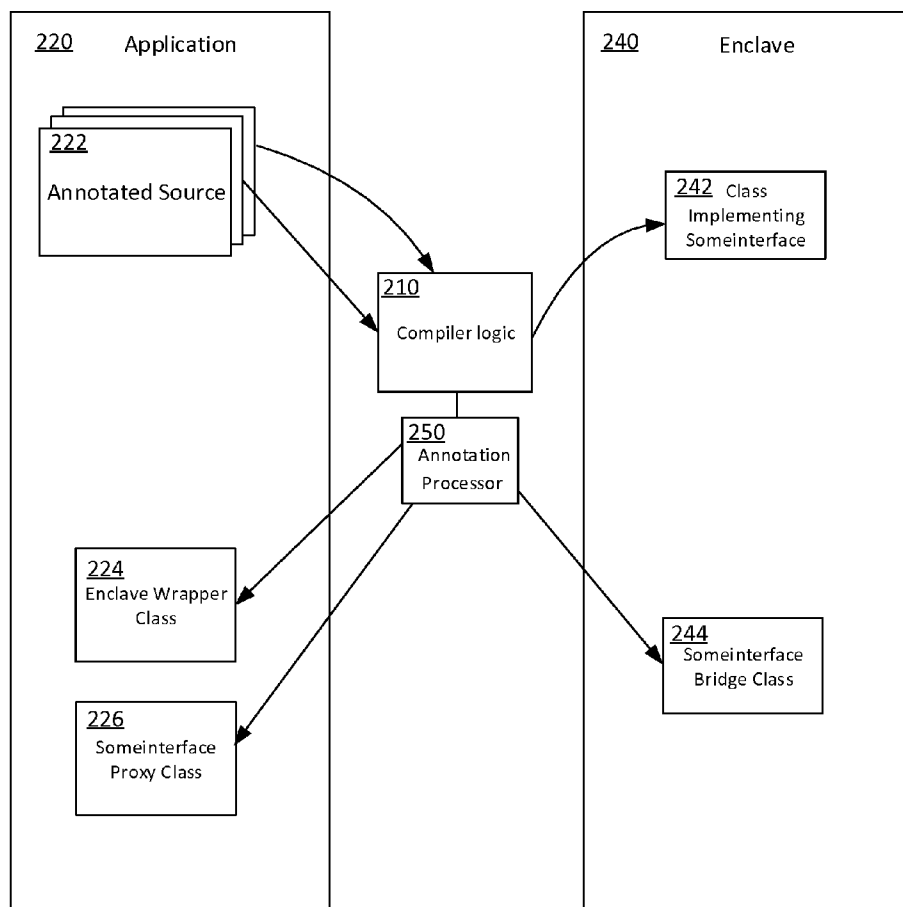 220 Application
240 Enclave
222
Annotated Source
242 Class
Implementing
Someinterface
210
Compiler logic
250
Annotation
Processor
224
Enclave Wrapper
Class
244
Someinterface
Bridge Class
226
Someinterface
Proxy Class